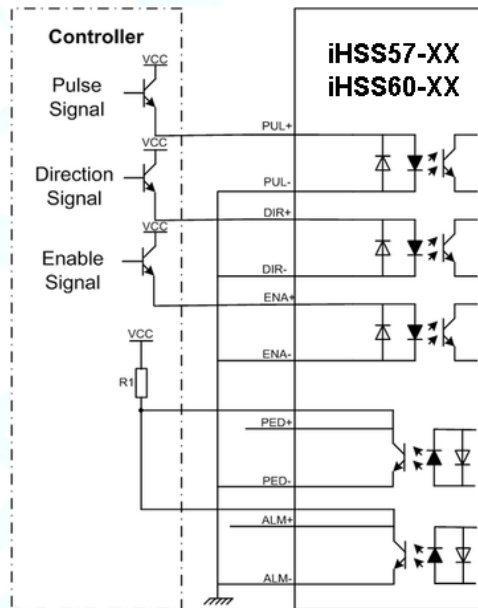 Controller
iHSS57-XX
iHSS60-XX
VCC
Pulse
Signal
PUL+
VCC
Direction
Signal
PUL-
DIR+
VCC
Enable
Signal
DIR-
ENA+
VCC
ENA-
R1
PED+
PED-
ALM+
ALM-